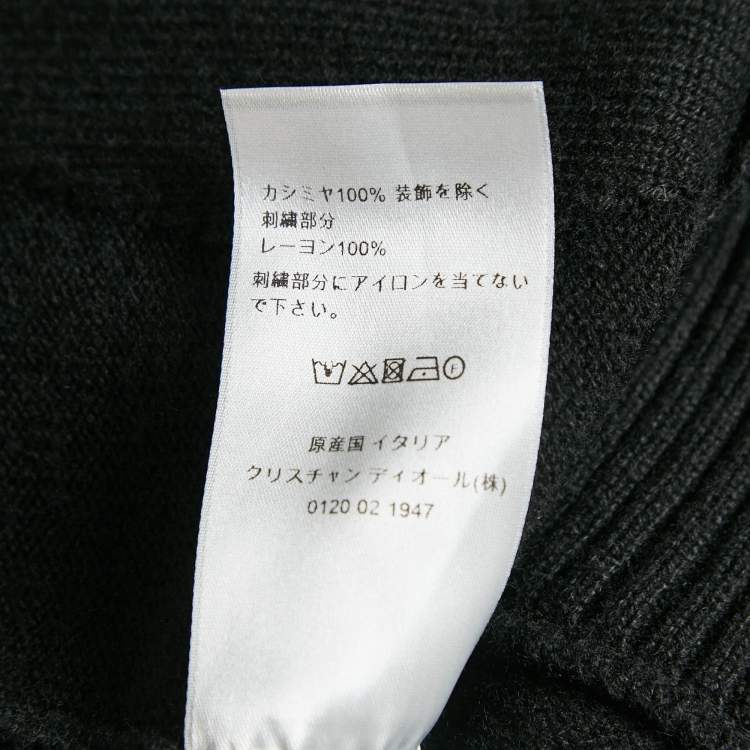 カシミヤ100% 装飾を除く
刺繍部分
レーヨン100%
刺繍部分にアイロンを当てない
で下さい。
F
原産国 イタリア
クリスチャン ディオール(株)
0120 02 1947